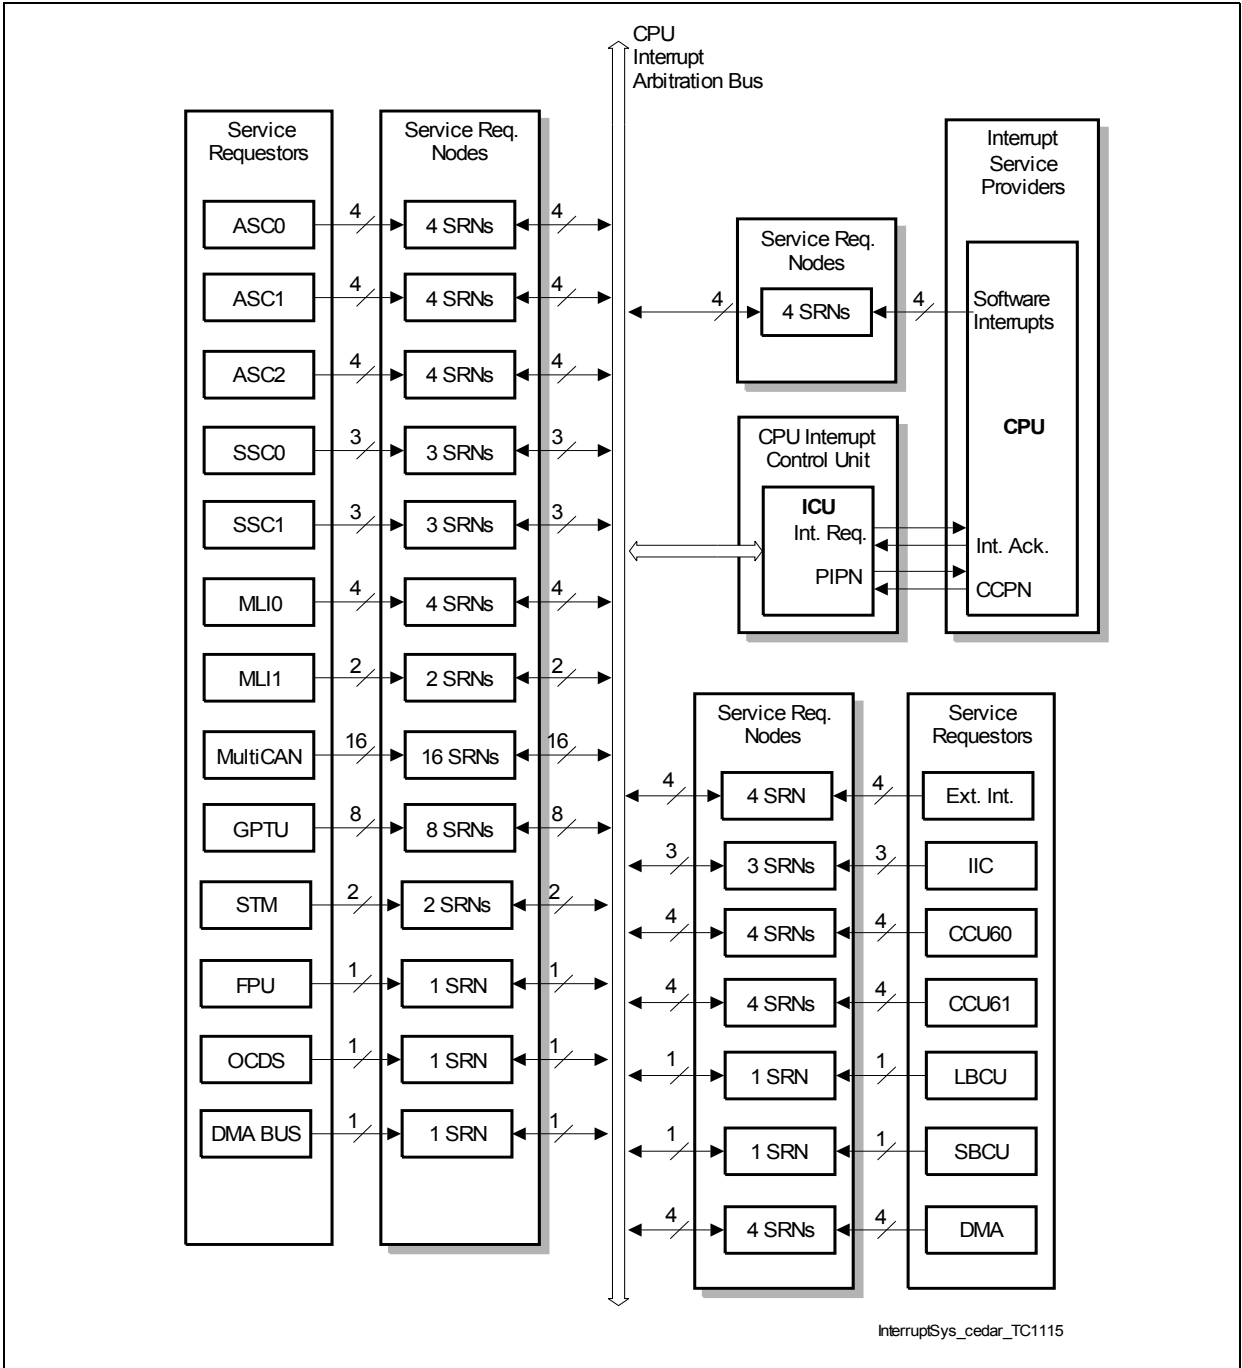 CPU
Interrupt
Arbitration Bus
Service
Requestors
Service Req.
Nodes
ASC0
4
4 SRNs
4
ASC1
4
4 SRNs
4
ASC2
4
4 SRNs
4
SSC0
3
3 SRNs
3
SSC1
3
3 SRNs
3
MLI0
4
4 SRNs
4
MLI1
2
2 SRNs
2
MultiCAN
16
16 SRNs
16
GPTU
8
8 SRNs
8
STM
2
2 SRNs
2
FPU
1
1 SRN
1
OCDS
1
1 SRN
1
DMA BUS
1
1 SRN
1
Interrupt
Service
Providers
Service Req.
Nodes
4
4 SRNs
4
Software
Interrupts
CPU
CPU Interrupt
Control Unit
ICU
Int. Req.
Int. Ack.
PIPN
CCPN
Service Req.
Nodes
Service
Requestors
4
4 SRN
4
Ext. Int.
3
3 SRNs
3
IIC
4
4 SRNs
4
CCU60
4
4 SRNs
4
CCU61
1
1 SRN
1
LBCU
1
1 SRN
1
SBCU
4
4 SRNs
4
DMA
InterruptSys_cedar_TC1115